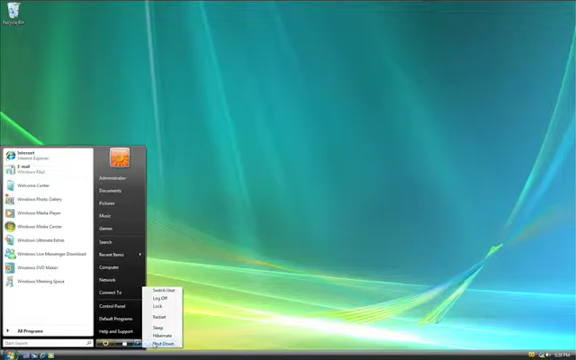 Recycle Bin
Internet
Internet Explorer
E-mail
Windows Mail
Welcome Center
Windows Photo Gallery
Windows Media Player
Windows Media Center
Windows Ultimate Extras
Windows Live Messenger Download
Windows DVD Maker
Windows Meeting Space
All Programs
Start Search
Administrator
Documents
Pictures
Music
Games
Search
Recent Items
Computer
Network
Connect To
Control Panel
Default Programs
Help and Support
Switch User
Log Off
Lock
Restart
Sleep
Hibernate
Shut Down
5:20 PM